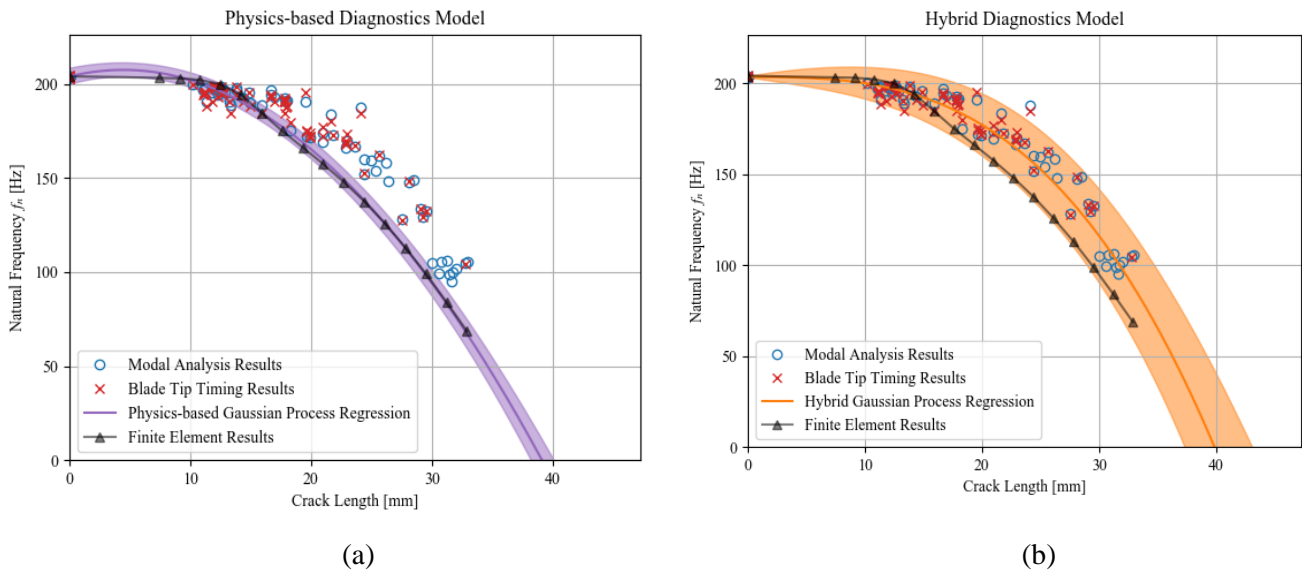 Physics-based Diagnostics Model
Natural Frequency fₙ [Hz]
200
150
100
50
0
Modal Analysis Results
Blade Tip Timing Results
Physics-based Gaussian Process Regression
Finite Element Results
0 10 20 30 40
Crack Length [mm]
(a)
Hybrid Diagnostics Model
Natural Frequency fₙ [Hz]
200
150
100
50
0
Modal Analysis Results
Blade Tip Timing Results
Hybrid Gaussian Process Regression
Finite Element Results
0 10 20 30 40
Crack Length [mm]
(b)